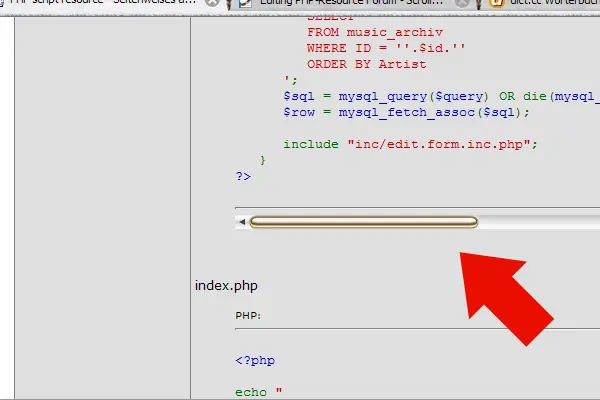 PHP-script resource - Seitenweises a... Editing PHP-Resource Forum - Scroll... dict.cc Wörterbuch
SELECT
FROM music_archiv
WHERE ID = ''.$id.''
ORDER BY Artist
';
$sql = mysql_query($query) OR die(mysql_
$row = mysql_fetch_assoc($sql);
include "inc/edit.form.inc.php";
}
?>
index.php
PHP:
<?php
echo "